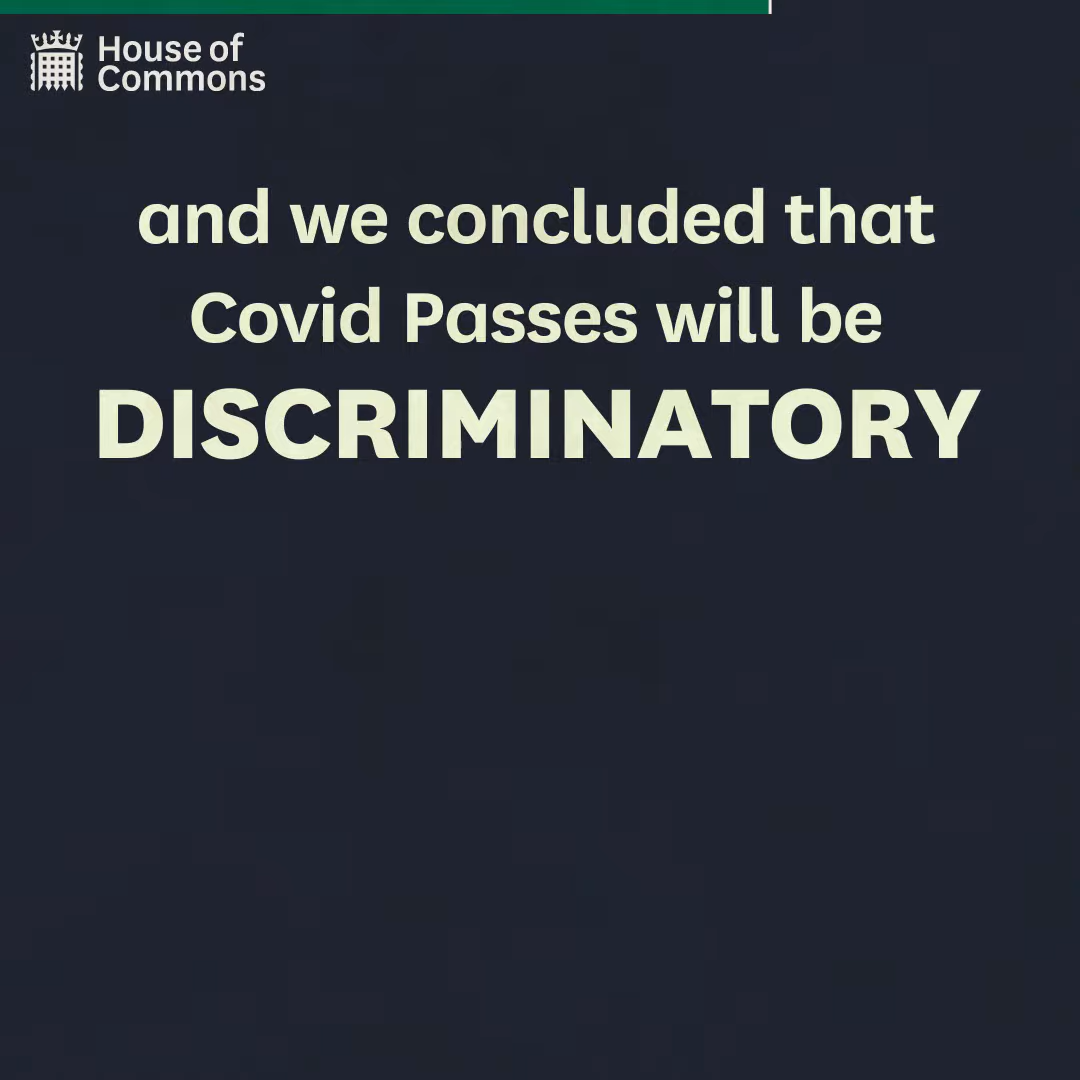 House of
Commons
and we concluded that
Covid Passes will be
DISCRIMINATORY